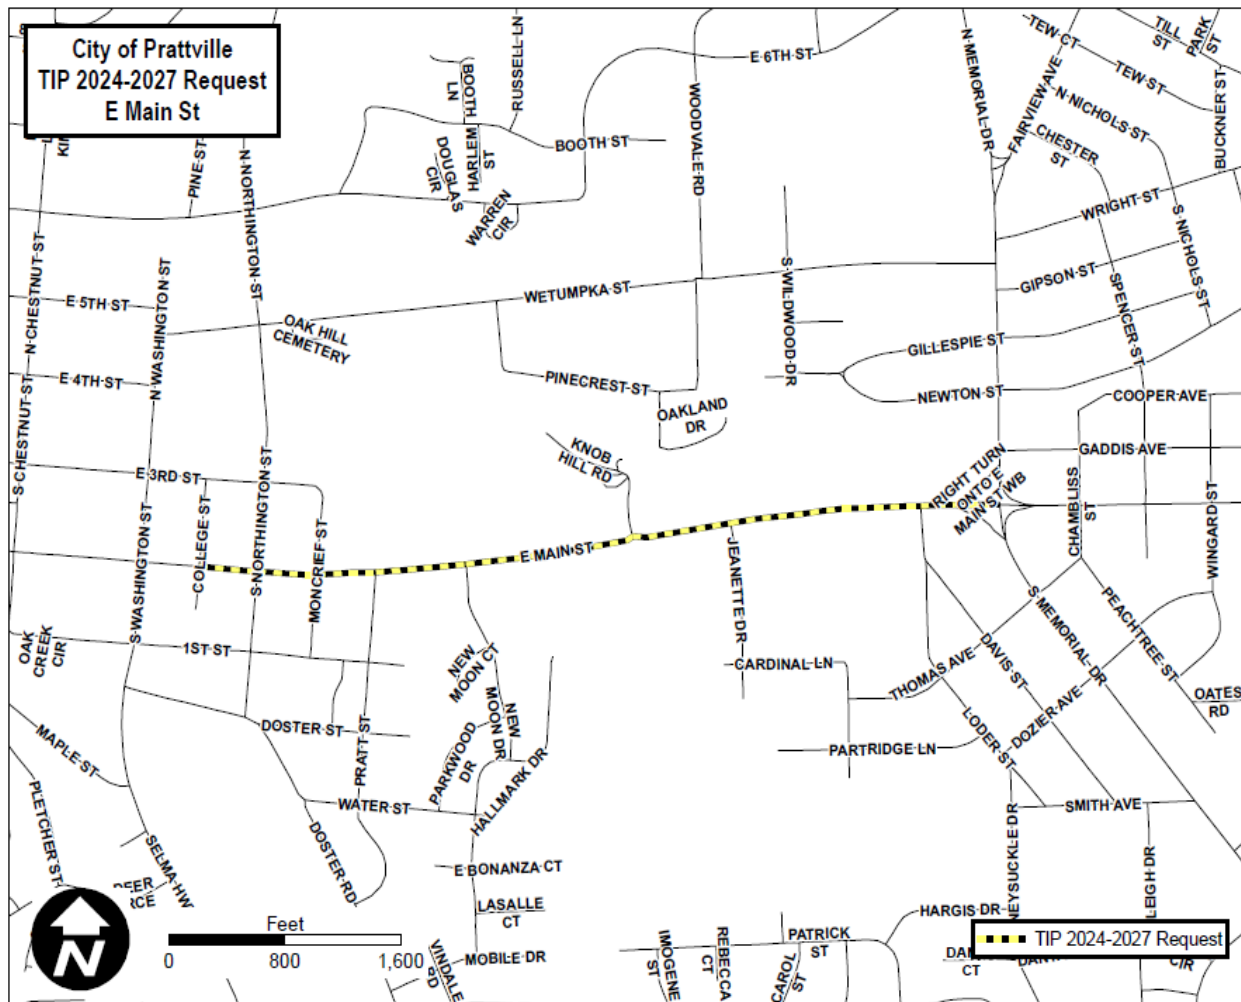 City of Prattville
TIP 2024-2027 Request
E Main St
RUSSELL LN
BOOTH
LN
HARLEM
ST
DOUGLAS
CIR
WARREN
CIR
BOOTH ST
E 6TH ST
WOODVALE RD
N MEMORIAL DR
FAIRVIEW AVE
TEW CT
TEW ST
TILL
ST
PARK
ST
BUCKNER ST
N NICHOLS ST
CHESTER
ST
WRIGHT ST
S NICHOLS ST
GIPSON ST
SPENCER ST
PINE ST
N NORTHINGTON ST
N CHESTNUT ST
E 5TH ST
N WASHINGTON ST
WETUMPKA ST
OAK HILL
CEMETERY
S WILDWOOD DR
GILLESPIE ST
NEWTON ST
COOPER AVE
E 4TH ST
PINECREST ST
OAKLAND
DR
KNOB
HILL RD
GADDIS AVE
S CHESTNUT ST
E 3RD ST
COLLEGE ST
S NORTHINGTON ST
MONCRIEF ST
RIGHT TURN
ONTO E
MAIN ST WB
CHAMBLISS
ST
WINGARD ST
E MAIN ST
JEANETTE DR
S WASHINGTON ST
OAK
CREEK
CIR
1ST ST
NEW
MOON CT
NEW
MOON DR
CARDINAL LN
THOMAS AVE
DAVIS ST
S MEMORIAL DR
PEACHTREE ST
OATES
RD
DOSTER ST
PRATT ST
PARKWOOD
DR
HALLMARK DR
PARTRIDGE LN
LODER ST
DOZIER AVE
MAPLE ST
WATER ST
SMITH AVE
PLETCHER ST
SELMA HW
DOSTER RD
E BONANZA CT
LASALLE
CT
MOBILE DR
VINDALE
RD
NEYSUCKLE DR
LEIGH DR
HARGIS DR
IMOGENE
ST
REBECCA
CT
CAROL
ST
PATRICK
ST
CT
CIR
N
Feet
0 800 1,600
TIP 2024-2027 Request